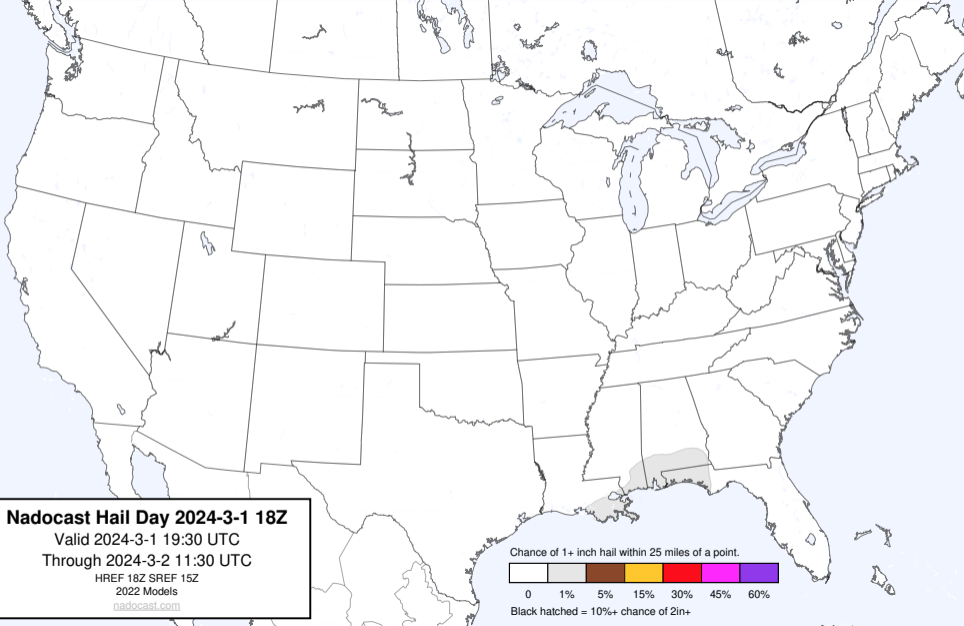 Nadocast Hail Day 2024-3-1 18Z
Valid 2024-3-1 19:30 UTC
Through 2024-3-2 11:30 UTC
HREF 18Z SREF 15Z
2022 Models
nadocast.com
Chance of 1+ inch hail within 25 miles of a point.
0 1% 5% 15% 30% 45% 60%
Black hatched = 10%+ chance of 2in+